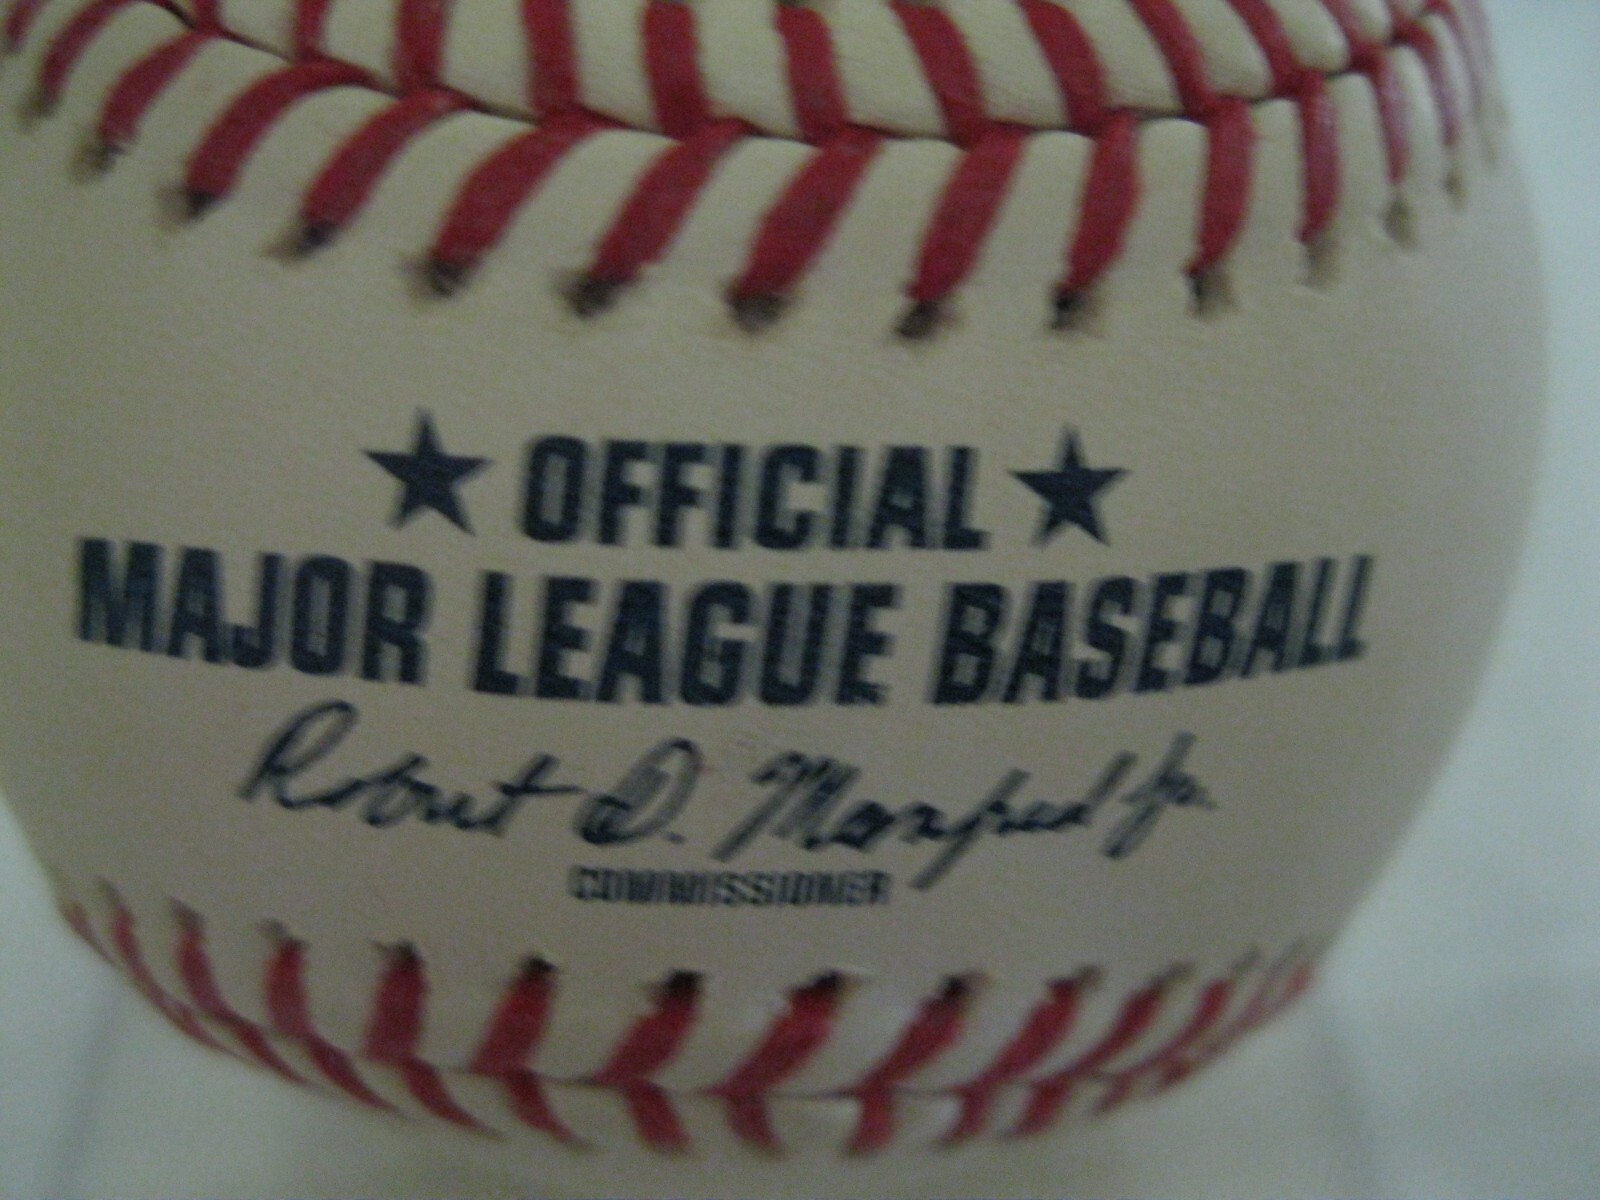 ★ OFFICIAL ★
MAJOR LEAGUE BASEBALL
Robert D. Manfred Jr.
COMMISSIONER